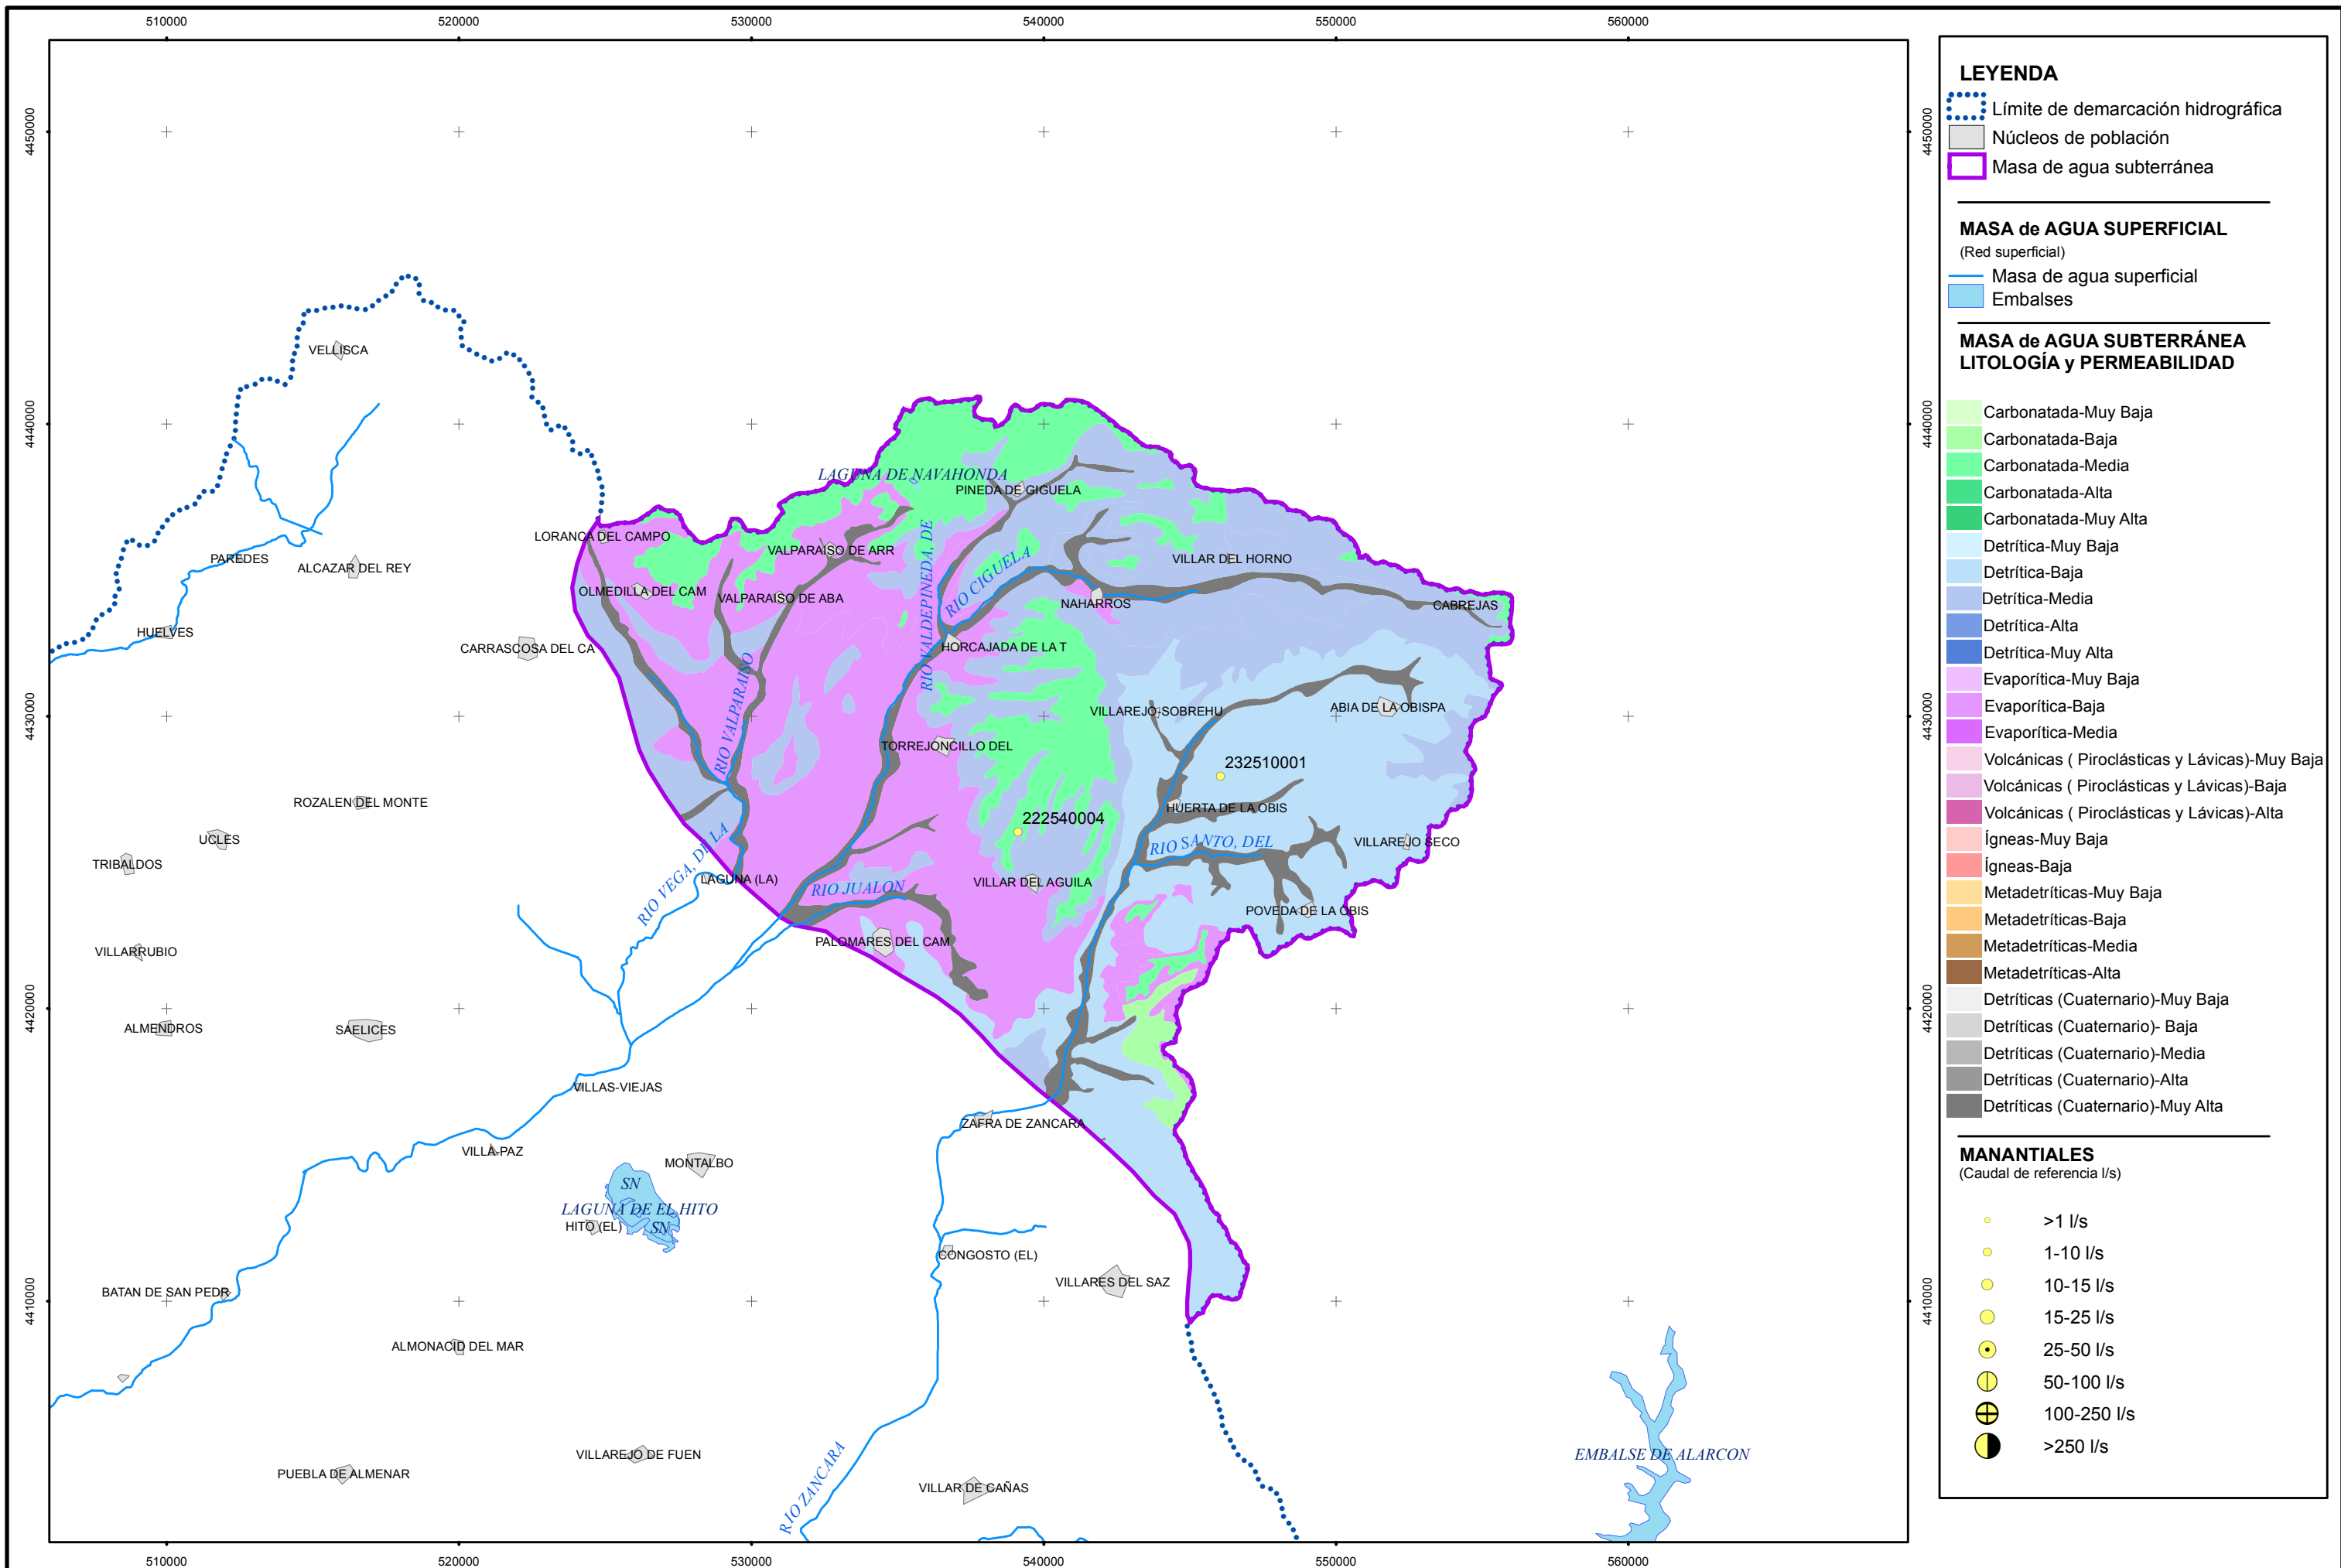 510000
520000
530000
540000
550000
560000
4450000
4440000
4430000
4420000
4410000
4450000
4440000
4430000
4420000
4410000
VELLISCA
PAREDES
ALCAZAR DEL REY
HUELVES
CARRASCOSA DEL CA
ROZALEN DEL MONTE
UCLES
TRIBALDOS
VILLARRUBIO
ALMENDROS
SAELICES
VILLAS-VIEJAS
VILLA-PAZ
MONTALBO
SN
LAGUNA DE EL HITO
HITO (EL)
SN
BATAN DE SAN PEDR
ALMONACID DEL MAR
PUEBLA DE ALMENAR
VILLAREJO DE FUEN
LAGUNA DE NAVAHONDA
PINEDA DE GIGUELA
LORANCA DEL CAMPO
VALPARAISO DE ARR
OLMEDILLA DEL CAM
VALPARAISO DE ABA
RIO VALDEPINEDA, DE
RIO CIGUELA
VILLAR DEL HORNO
NAHARROS
CABREJAS
HORCAJADA DE LA T
RIO VALPARAISO
VILLAREJO-SOBREHU
ABIA DE LA OBISPA
TORREJONCILLO DEL
232510001
HUERTA DE LA OBIS
222540004
RIO SANTO, DEL
VILLAREJO SECO
RIO VEGA, DE LA
LAGUNA (LA)
RIO JUALON
VILLAR DEL AGUILA
POVEDA DE LA OBIS
PALOMARES DEL CAM
ZAFRA DE ZANCARA
CONGOSTO (EL)
VILLARES DEL SAZ
RIO ZANCARA
VILLAR DE CAÑAS
EMBALSE DE ALARCON
510000
520000
530000
540000
550000
560000
LEYENDA
Límite de demarcación hidrográfica
Núcleos de población
Masa de agua subterránea
MASA de AGUA SUPERFICIAL
(Red superficial)
Masa de agua superficial
Embalses
MASA de AGUA SUBTERRÁNEA
LITOLOGÍA y PERMEABILIDAD
Carbonatada-Muy Baja
Carbonatada-Baja
Carbonatada-Media
Carbonatada-Alta
Carbonatada-Muy Alta
Detrítica-Muy Baja
Detrítica-Baja
Detrítica-Media
Detrítica-Alta
Detrítica-Muy Alta
Evaporítica-Muy Baja
Evaporítica-Baja
Evaporítica-Media
Volcánicas ( Piroclásticas y Lávicas)-Muy Baja
Volcánicas ( Piroclásticas y Lávicas)-Baja
Volcánicas ( Piroclásticas y Lávicas)-Alta
Ígneas-Muy Baja
Ígneas-Baja
Metadetríticas-Muy Baja
Metadetríticas-Baja
Metadetríticas-Media
Metadetríticas-Alta
Detríticas (Cuaternario)-Muy Baja
Detríticas (Cuaternario)- Baja
Detríticas (Cuaternario)-Media
Detríticas (Cuaternario)-Alta
Detríticas (Cuaternario)-Muy Alta
MANANTIALES
(Caudal de referencia l/s)
>1 l/s
1-10 l/s
10-15 l/s
15-25 l/s
25-50 l/s
50-100 l/s
100-250 l/s
>250 l/s